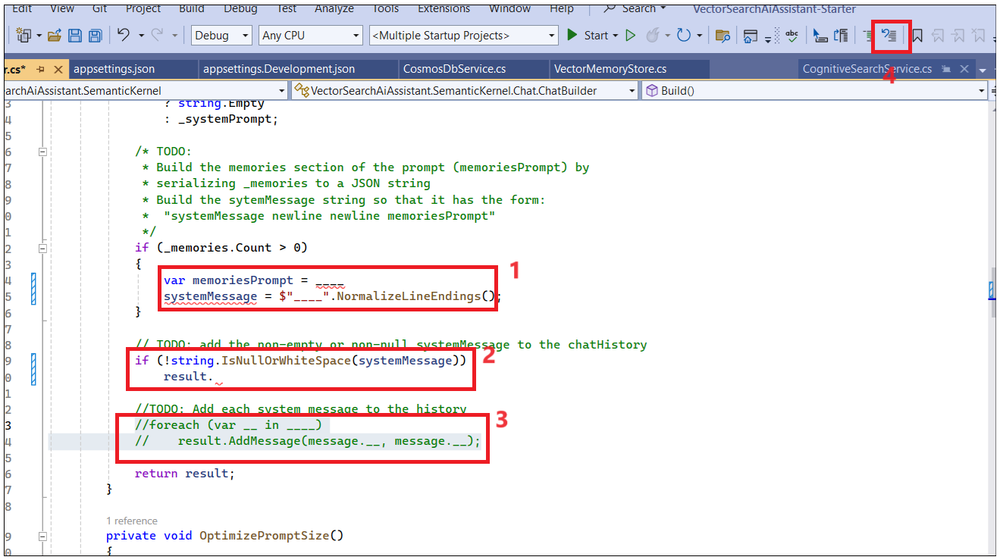 Edit View Git Project Build Debug Test Analyze Tools Extensions Window Help Search VectorSearchAiAssistant-Starter
Debug Any CPU <Multiple Startup Projects> Start abc
r.cs* appsettings.json appsettings.Development.json CosmosDbService.cs VectorMemoryStore.cs CognitiveSearchService.cs
4
archAiAssistant.SemanticKernel VectorSearchAiAssistant.SemanticKernel.Chat.ChatBuilder Build()
3 ? string.Empty
4 : _systemPrompt;
5
6 /* TODO:
7 * Build the memories section of the prompt (memoriesPrompt) by
8 * serializing _memories to a JSON string
9 * Build the sytemMessage string so that it has the form:
0 * "systemMessage newline newline memoriesPrompt"
1 */
2 if (_memories.Count > 0)
3 {
4 var memoriesPrompt = ____ 1
5 systemMessage = $"____".NormalizeLineEndings();
6 }
7
8 // TODO: add the non-empty or non-null systemMessage to the chatHistory
9 if (!string.IsNullOrWhiteSpace(systemMessage)) 2
0 result.
1
2 //TODO: Add each system message to the history
3 //foreach (var __ in ____) 3
4 // result.AddMessage(message.__, message.__);
5
6 return result;
7 }
8
1 reference
9 private void OptimizePromptSize()
0 {